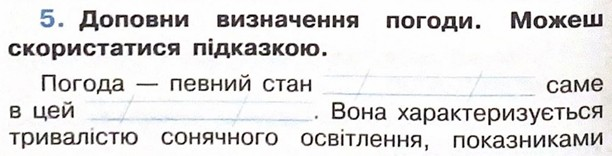 5. Доповни визначення погоди. Можеш
скористатися підказкою.
Погода — певний стан саме
в цей . Вона характеризується
тривалістю сонячного освітлення, показниками